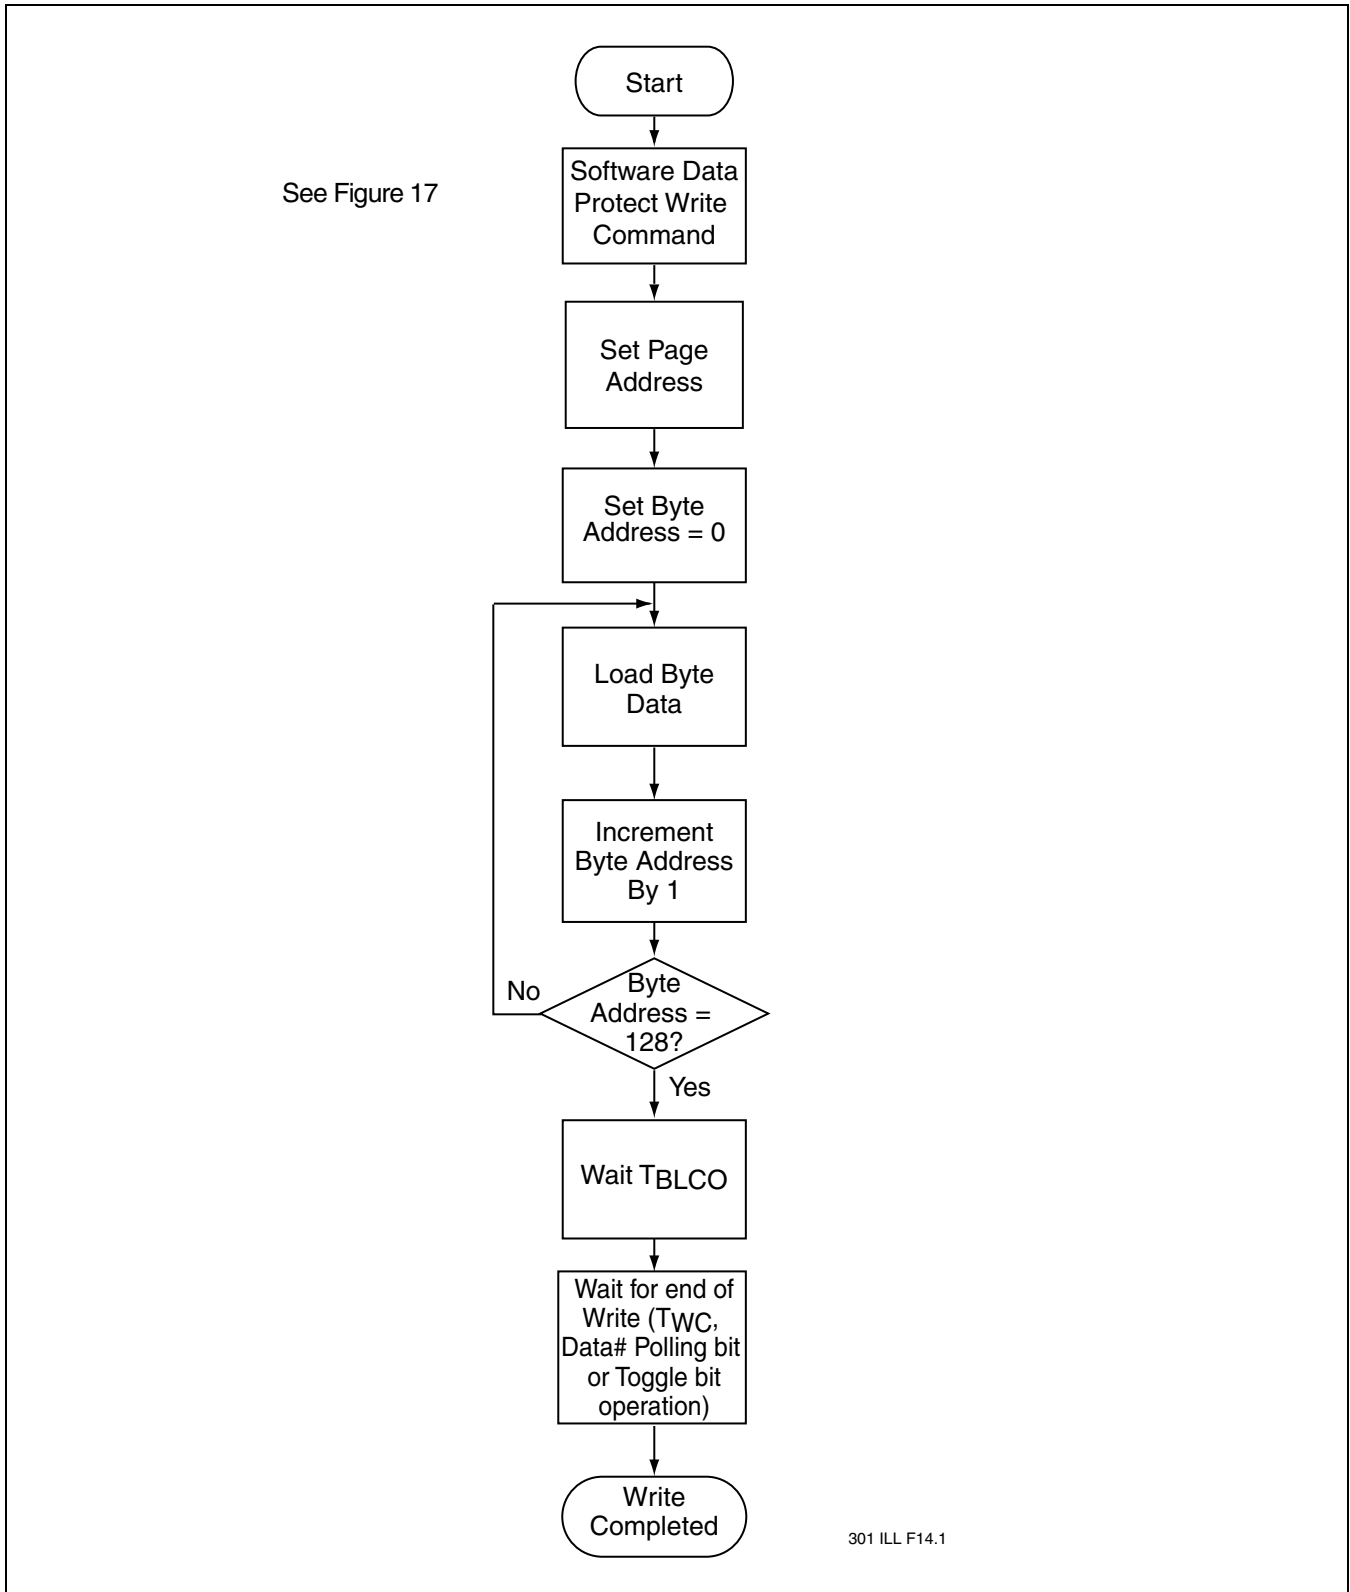 Start
See Figure 17
Software Data
Protect Write
Command
Set Page
Address
Set Byte
Address = 0
Load Byte
Data
Increment
Byte Address
By 1
No
Byte
Address =
128?
Yes
Wait TBLCO
Wait for end of
Write (TWC,
Data# Polling bit
or Toggle bit
operation)
Write
Completed
301 ILL F14.1